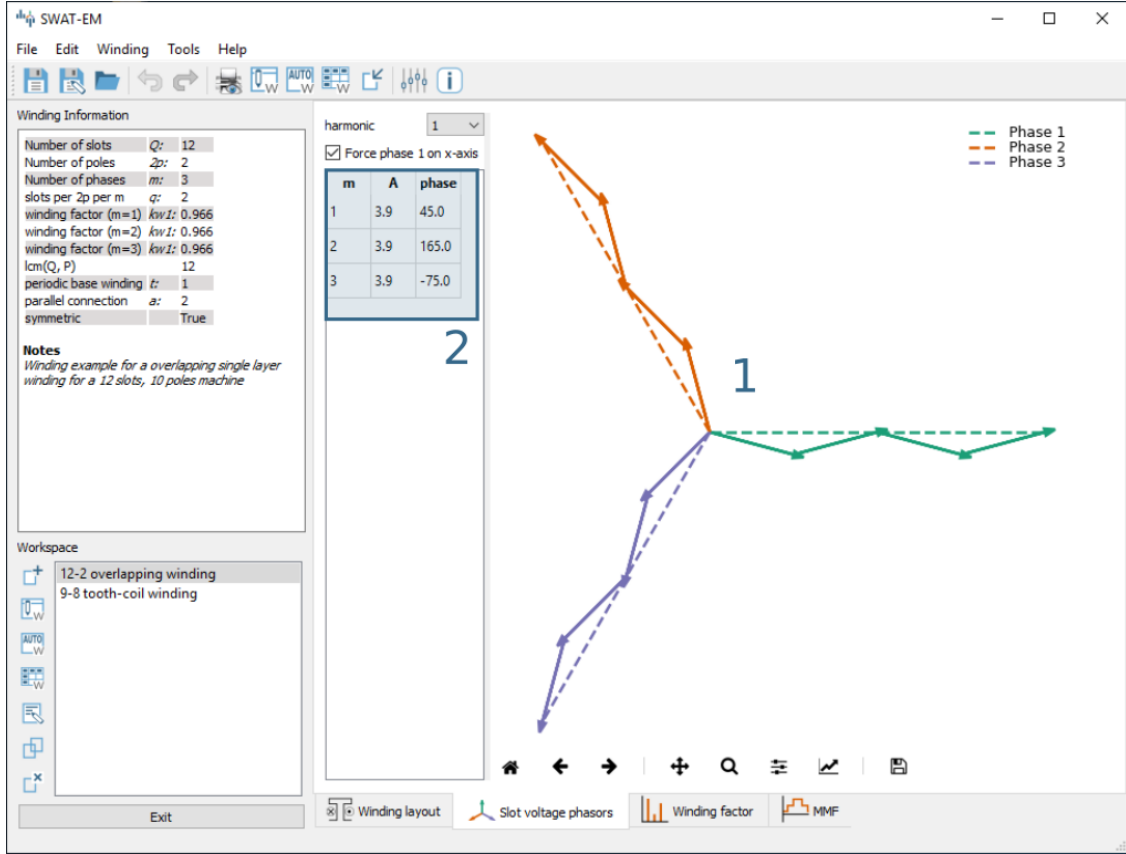 SWAT-EM
File Edit Winding Tools Help
AUTO
W W W
Winding Information
Number of slots Q: 12
Number of poles 2p: 2
Number of phases m: 3
slots per 2p per m q: 2
winding factor (m=1) kw1: 0.966
winding factor (m=2) kw1: 0.966
winding factor (m=3) kw1: 0.966
lcm(Q, P) 12
periodic base winding t: 1
parallel connection a: 2
symmetric True
Notes
Winding example for a overlapping single layer
winding for a 12 slots, 10 poles machine
Workspace
12-2 overlapping winding
9-8 tooth-coil winding
W
AUTO
W
W
Exit
harmonic 1
Force phase 1 on x-axis
m A phase
1 3.9 45.0
2 3.9 165.0
3 3.9 -75.0
2
1
Phase 1
Phase 2
Phase 3
Winding layout Slot voltage phasors Winding factor MMF